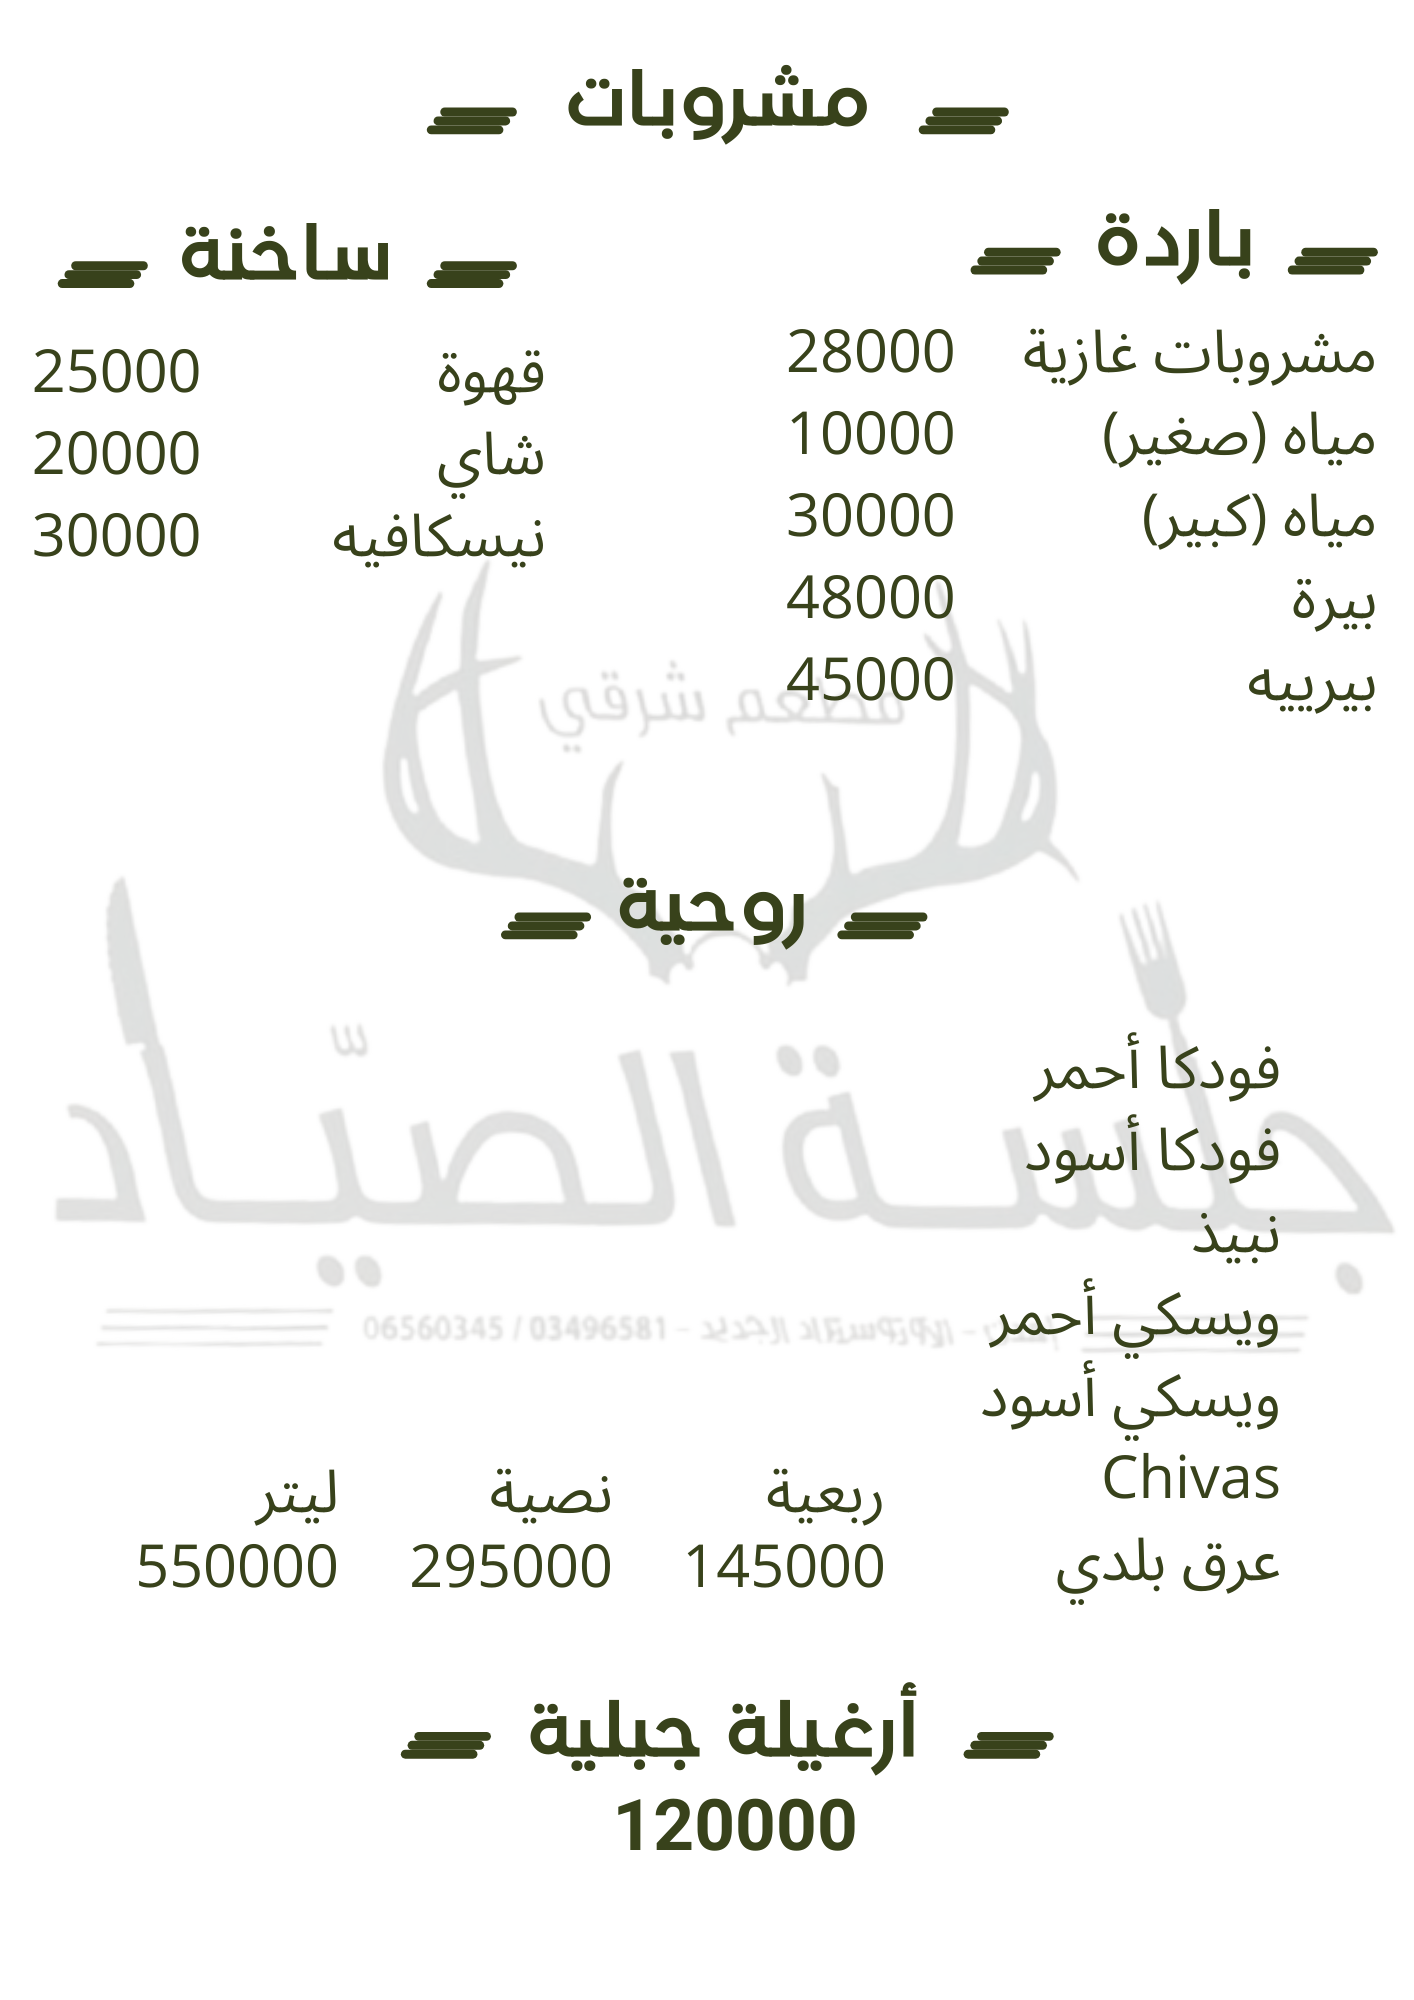 مشروبات
باردة
مشروبات غازية 28000
مياه (صغير) 10000
مياه (كبير) 30000
بيرة 48000
بيرييه 45000
ساخنة
قهوة 25000
شاي 20000
نيسكافيه 30000
مطعم شرقي
روحية
جلسة الصيّاد
فودكا أحمر
فودكا أسود
نبيذ
ويسكي أحمر
ويسكي أسود
Chivas
ربعية نصية ليتر
عرق بلدي 145000 295000 550000
03496581 / 06560345
أرغيلة جبلية
120000